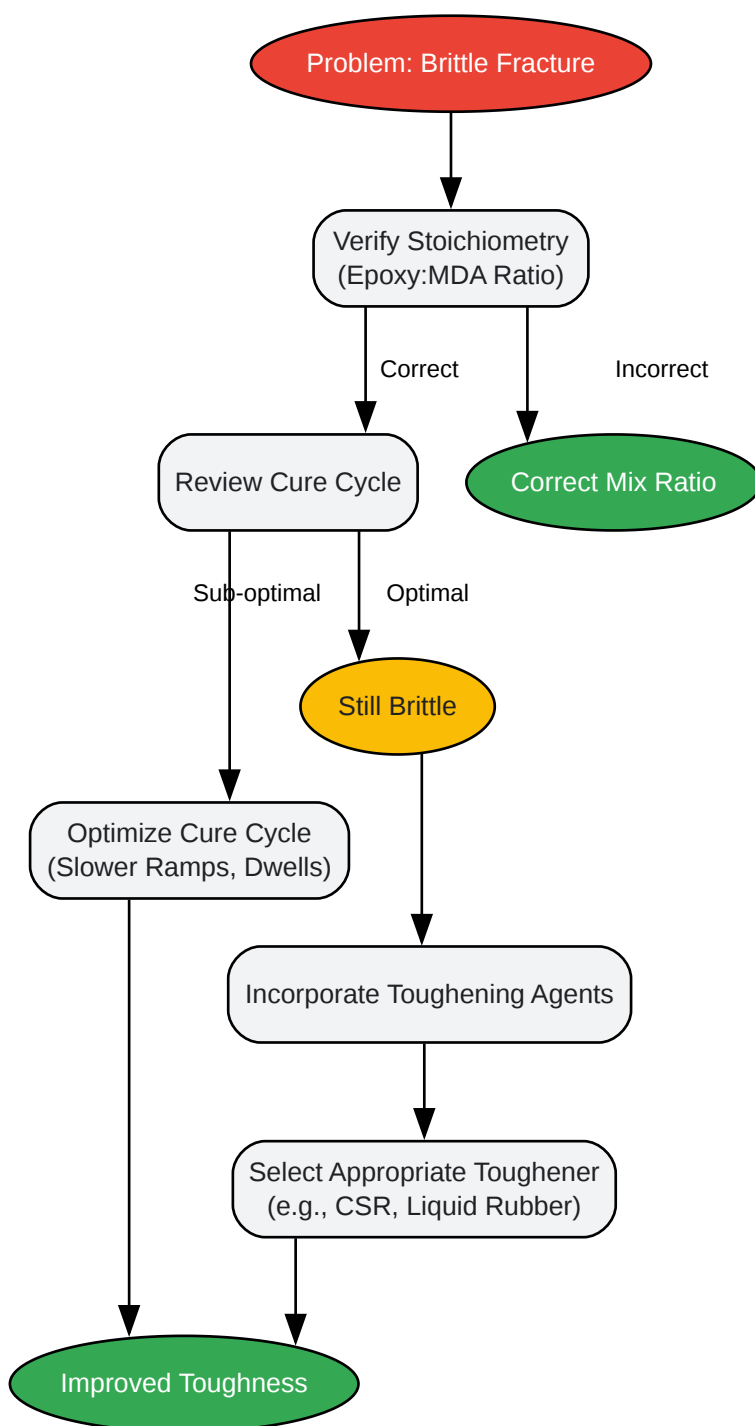 Problem: Brittle Fracture
Verify Stoichiometry
(Epoxy:MDA Ratio)
Correct
Incorrect
Review Cure Cycle
Correct Mix Ratio
Sub-optimal
Optimal
Still Brittle
Optimize Cure Cycle
(Slower Ramps, Dwells)
Incorporate Toughening Agents
Select Appropriate Toughener
(e.g., CSR, Liquid Rubber)
Improved Toughness